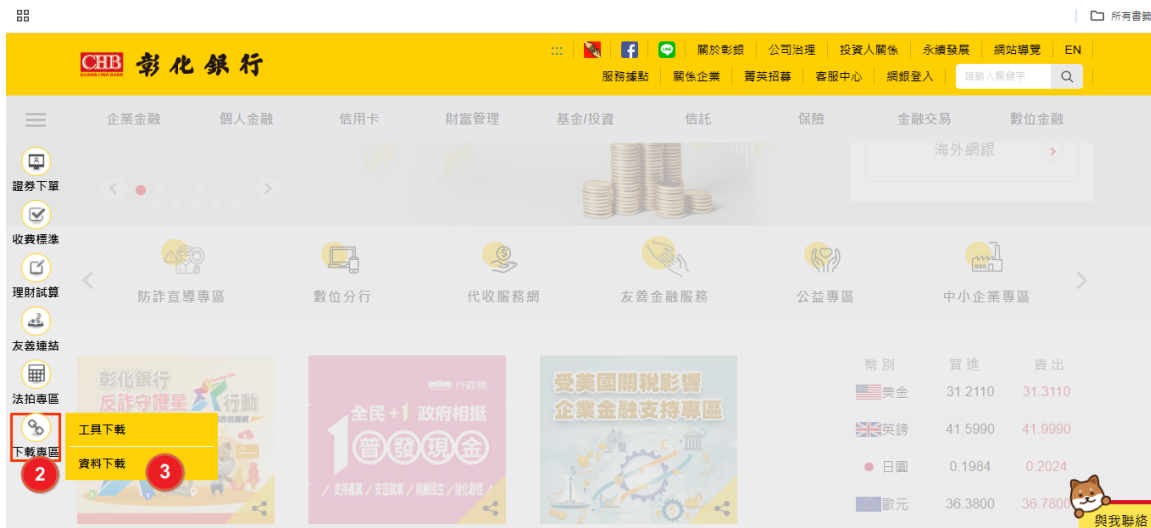 所有書籤
CHB 彰化銀行
CHANG HWA BANK
關於彰銀 公司治理 投資人關係 永續發展 網站導覽 EN
服務據點 關係企業 菁英招募 客服中心 網銀登入 請輸入關鍵字
企業金融 個人金融 信用卡 財富管理 基金/投資 信託 保險 金融交易 數位金融
海外網銀
證券下單
收費標準
理財試算
友善連結
法拍專區
下載專區
2
工具下載
資料下載 3
防詐宣導專區 數位分行 代收服務網 友善金融服務 公益專區 中小企業專區
彰化銀行
反詐守護星 行動
行政院
全民+1 政府相挺
普發現金
受美國關稅影響
企業金融支持專區
幣別 買進 賣出
美金 31.2110 31.3110
英鎊 41.5990 41.9990
日圓 0.1984 0.2024
歐元 36.3800 36.7800
與我聯絡